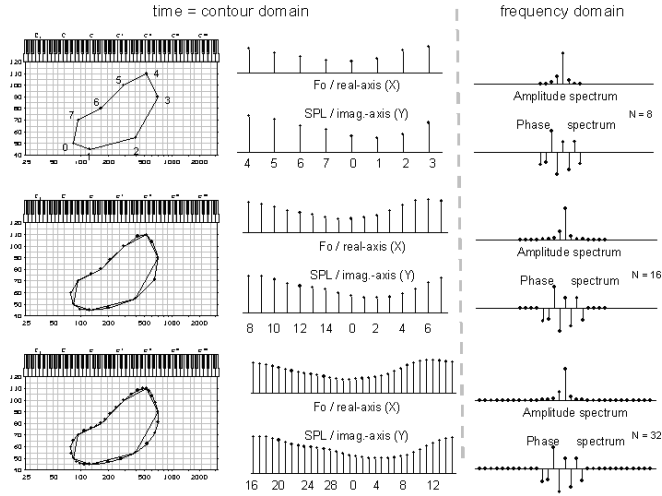 time = contour domain
frequency domain
120
110
100
90
80
70
60
50
40
25 50 100 200 500 1000 2000
0 1 2 3 4 5 6 7
Fo / real-axis (X)
SPL / imag.-axis (Y)
4 5 6 7 0 1 2 3
Amplitude spectrum
N = 8
Phase spectrum
120
110
100
90
80
70
60
50
40
25 50 100 200 500 1000 2000
Fo / real-axis (X)
SPL / imag.-axis (Y)
8 10 12 14 0 2 4 6
Amplitude spectrum
N = 16
Phase spectrum
120
110
100
90
80
70
60
50
40
25 50 100 200 500 1000 2000
Fo / real-axis (X)
SPL / imag.-axis (Y)
16 20 24 28 0 4 8 12
Amplitude spectrum
N = 32
Phase spectrum